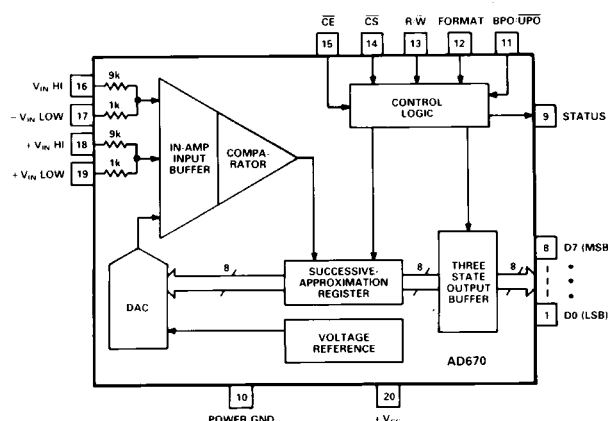 CE CS R/W FORMAT BPO/UPO
15 14 13 12 11
VIN HI 16 9k
- VIN LOW 17 1k
+ VIN HI 18 9k
+ VIN LOW 19 1k
CONTROL
LOGIC
9 STATUS
IN-AMP
INPUT
BUFFER
COMPA-
RATOR
8 8 8
8 D7 (MSB)
DAC
SUCCESSIVE-
APPROXIMATION
REGISTER
THREE
STATE
OUTPUT
BUFFER
1 D0 (LSB)
VOLTAGE
REFERENCE
AD670
10 20
POWER GND